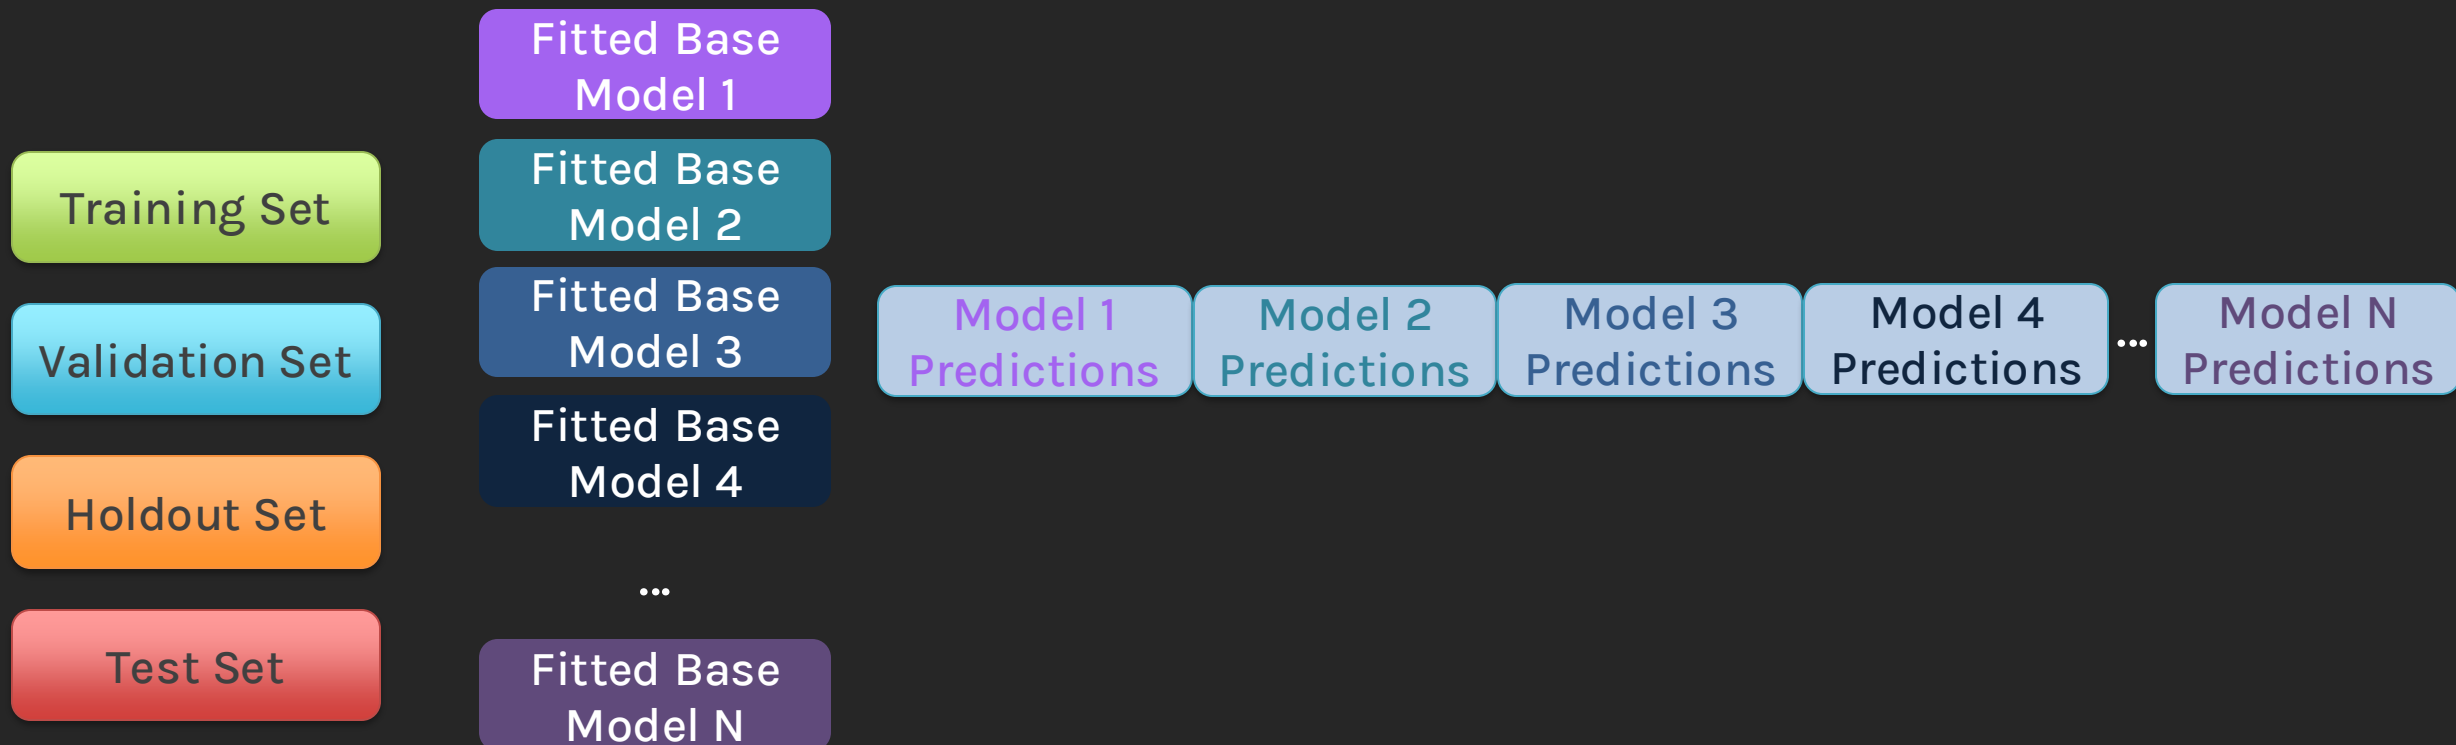 Training Set
Validation Set
Holdout Set
Test Set
Fitted Base
Model 1
Fitted Base
Model 2
Fitted Base
Model 3
Fitted Base
Model 4
...
Fitted Base
Model N
Model 1
Predictions
Model 2
Predictions
Model 3
Predictions
Model 4
Predictions
...
Model N
Predictions